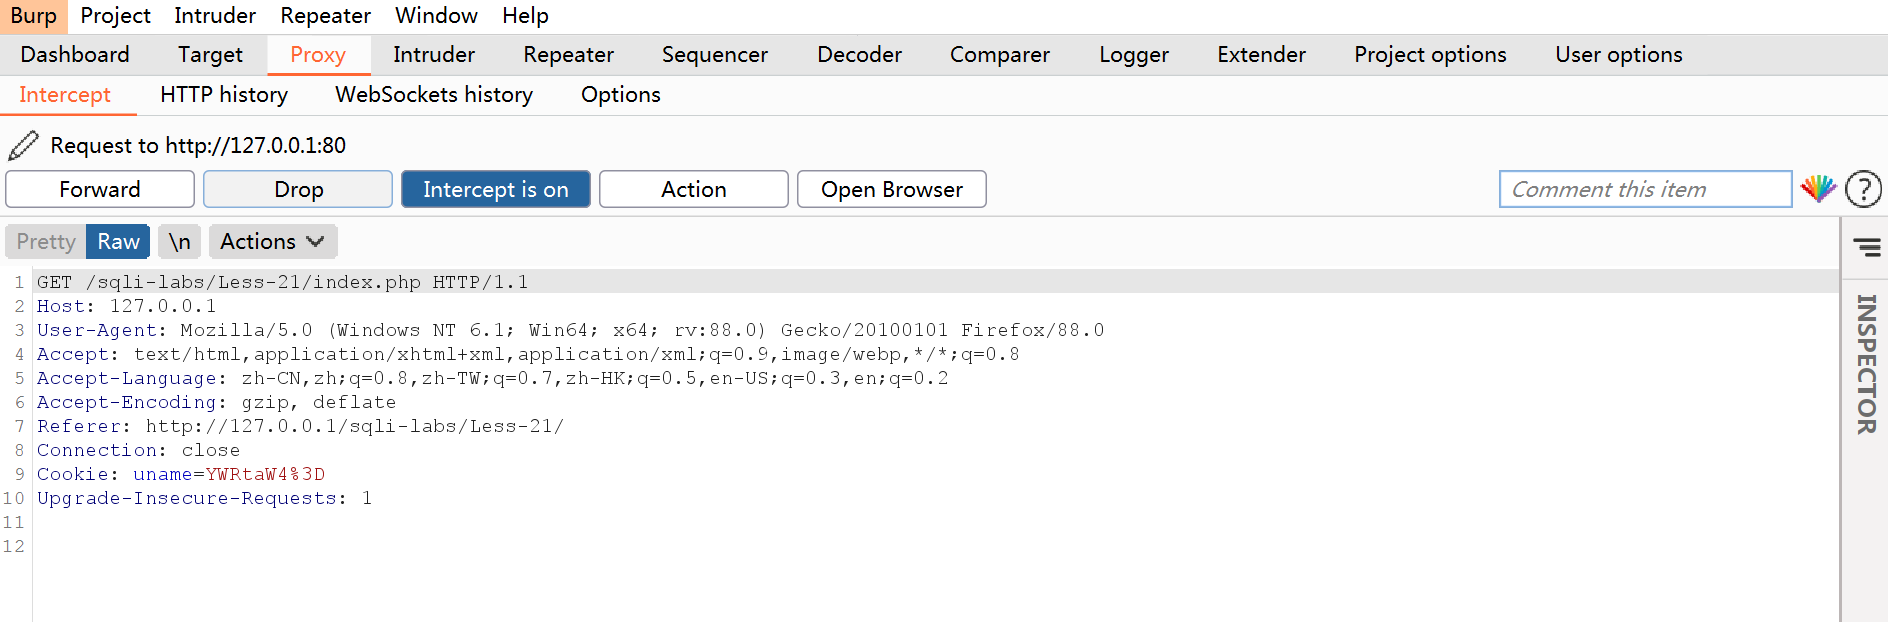 Burp Project Intruder Repeater Window Help
Dashboard Target Proxy Intruder Repeater Sequencer Decoder Comparer Logger Extender Project options User options
Intercept HTTP history WebSockets history Options
Request to http://127.0.0.1:80
Forward Drop Intercept is on Action Open Browser Comment this item ?
Pretty Raw \n Actions
1 GET /sqli-labs/Less-21/index.php HTTP/1.1
2 Host: 127.0.0.1
3 User-Agent: Mozilla/5.0 (Windows NT 6.1; Win64; x64; rv:88.0) Gecko/20100101 Firefox/88.0
4 Accept: text/html,application/xhtml+xml,application/xml;q=0.9,image/webp,*/*;q=0.8
5 Accept-Language: zh-CN,zh;q=0.8,zh-TW;q=0.7,zh-HK;q=0.5,en-US;q=0.3,en;q=0.2
6 Accept-Encoding: gzip, deflate
7 Referer: http://127.0.0.1/sqli-labs/Less-21/
8 Connection: close
9 Cookie: uname=YWRtaW4%3D
10 Upgrade-Insecure-Requests: 1
11
12
INSPECTOR